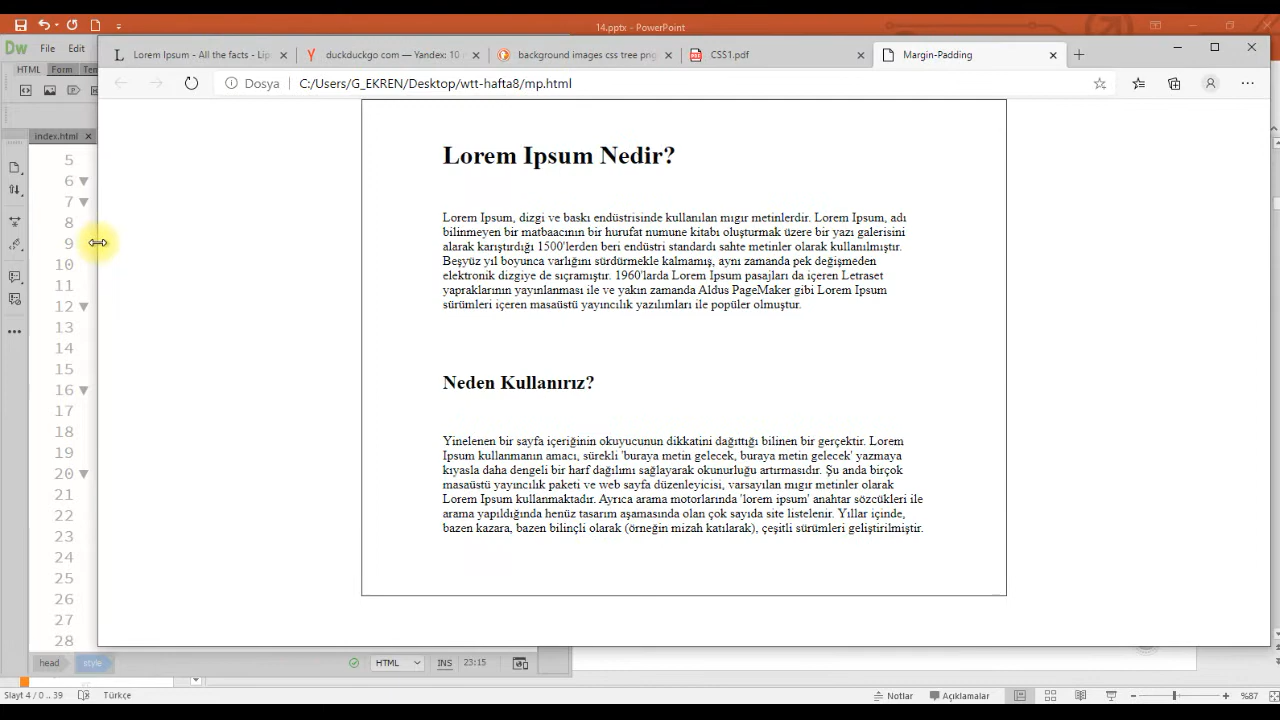 14.pptx - PowerPoint
Dw File Edit
Lorem Ipsum - All the facts - Lip
duckduckgo com — Yandex: 10
background images css tree png
CSS1.pdf
Margin-Padding
HTML Form
Dosya C:/Users/G_EKREN/Desktop/wtt-hafta8/mp.html
index.html
5
6
7
8
9
10
11
12
13
14
15
16
17
18
19
20
21
22
23
24
25
26
27
28
Lorem Ipsum Nedir?
Lorem Ipsum, dizgi ve baskı endüstrisinde kullanılan mıgır metinlerdir. Lorem Ipsum, adı
bilinmeyen bir matbaacının bir hurufat numune kitabı oluşturmak üzere bir yazı galerisini
alarak karıştırdığı 1500'lerden beri endüstri standardı sahte metinler olarak kullanılmıştır.
Beşyüz yıl boyunca varlığını sürdürmekle kalmamış, aynı zamanda pek değişmeden
elektronik dizgiye de sıçramıştır. 1960'larda Lorem Ipsum pasajları da içeren Letraset
yapraklarının yayınlanması ile ve yakın zamanda Aldus PageMaker gibi Lorem Ipsum
sürümleri içeren masaüstü yayıncılık yazılımları ile popüler olmuştur.
Neden Kullanırız?
Yinelenen bir sayfa içeriğinin okuyucunun dikkatini dağıttığı bilinen bir gerçektir. Lorem
Ipsum kullanmanın amacı, sürekli 'buraya metin gelecek, buraya metin gelecek' yazmaya
kıyasla daha dengeli bir harf dağılımı sağlayarak okunurluğu artırmasıdır. Şu anda birçok
masaüstü yayıncılık paketi ve web sayfa düzenleyicisi, varsayılan mıgır metinler olarak
Lorem Ipsum kullanmaktadır. Ayrıca arama motorlarında 'lorem ipsum' anahtar sözcükleri ile
arama yapıldığında henüz tasarım aşamasında olan çok sayıda site listelenir. Yıllar içinde,
bazen kazara, bazen bilinçli olarak (örneğin mizah katılarak), çeşitli sürümleri geliştirilmiştir.
head style HTML INS 23:15
Slayt 4 / 0 .. 39 Türkçe Notlar Açıklamalar %87